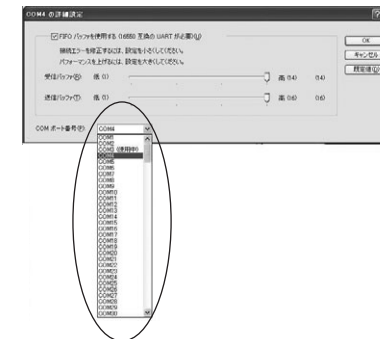 COM4 の詳細設定
?
FIFO バッファを使用する (16550 互換の UART が必要)(U)
OK
接続エラーを修正するには、設定を小さくしてください。
キャンセル
パフォーマンスを上げるには、設定を大きくしてください。
既定値(D)
受信バッファ(R): 低 (1) 高 (14) (14)
送信バッファ(T): 低 (1) 高 (16) (16)
COM ポート番号(P): COM4
COM1
COM2
COM3 (使用中)
COM4
COM5
COM6
COM7
COM8
COM9
COM10
COM11
COM12
COM13
COM14
COM15
COM16
COM17
COM18
COM19
COM20
COM21
COM22
COM23
COM24
COM25
COM26
COM27
COM28
COM29
COM30